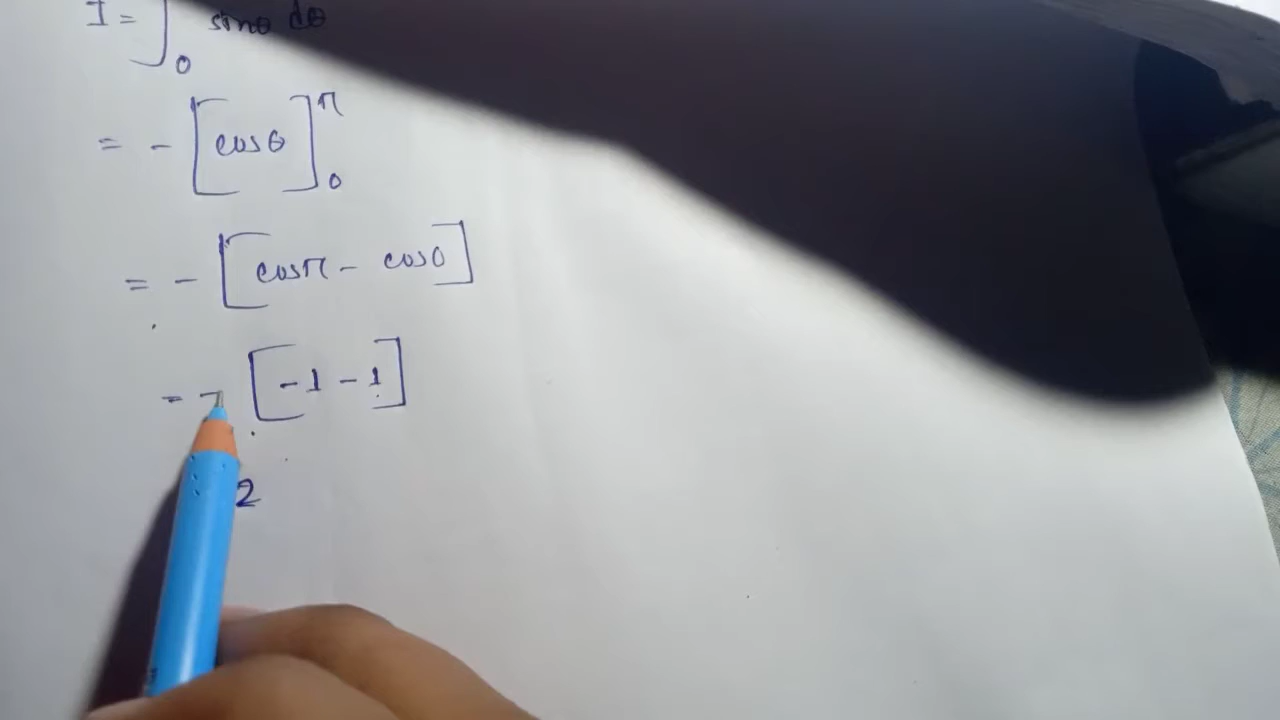 I = ∫₀ sinθ dθ
= - [cosθ]₀^π
= - [cosπ - cos0]
= - [-1 - 1]
2